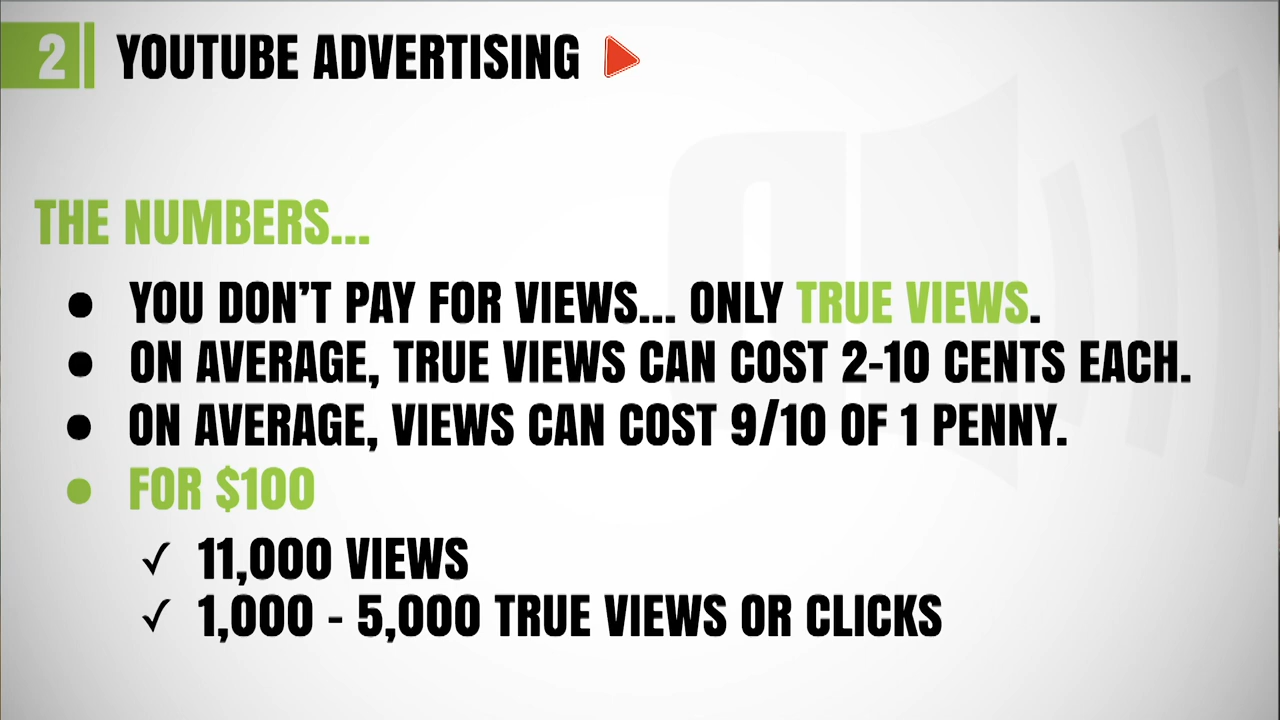 2 YOUTUBE ADVERTISING
THE NUMBERS...
● YOU DON'T PAY FOR VIEWS... ONLY TRUE VIEWS.
● ON AVERAGE, TRUE VIEWS CAN COST 2-10 CENTS EACH.
● ON AVERAGE, VIEWS CAN COST 9/10 OF 1 PENNY.
● FOR $100
✓ 11,000 VIEWS
✓ 1,000 - 5,000 TRUE VIEWS OR CLICKS